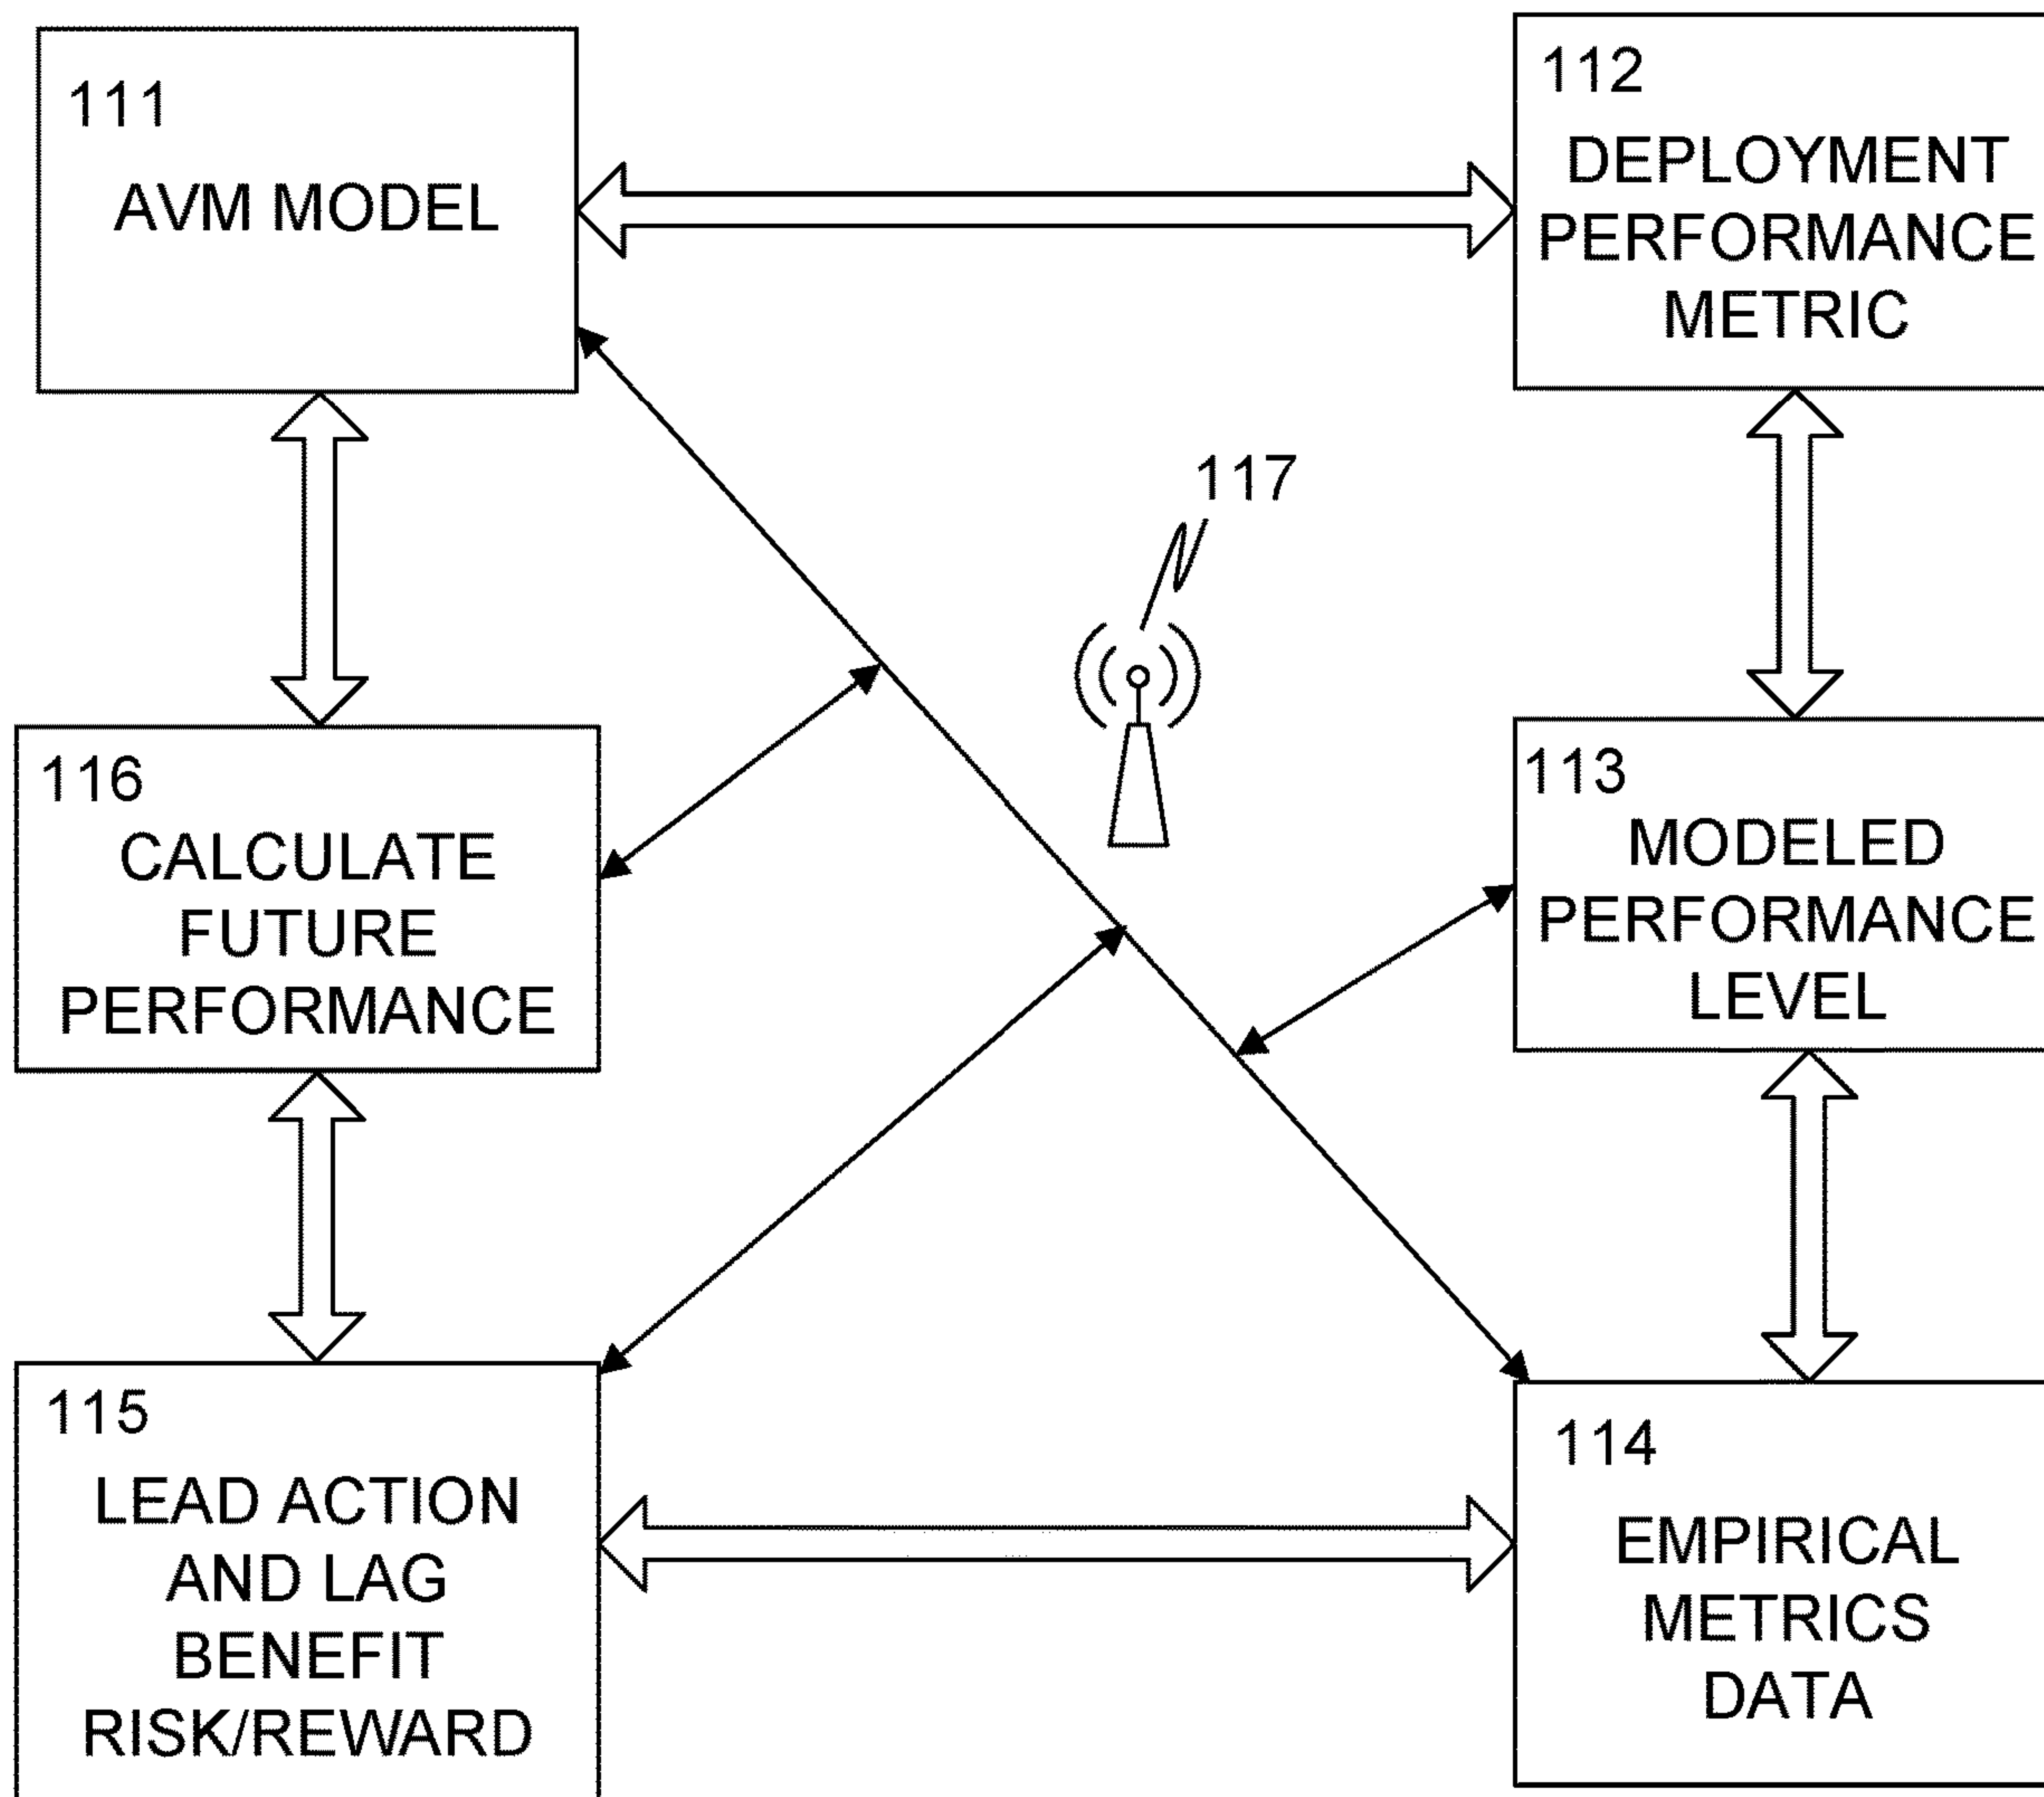 111
AVM MODEL
112
DEPLOYMENT
PERFORMANCE
METRIC
117
116
CALCULATE
FUTURE
PERFORMANCE
113
MODELED
PERFORMANCE
LEVEL
115
LEAD ACTION
AND LAG
BENEFIT
RISK/REWARD
114
EMPIRICAL
METRICS
DATA